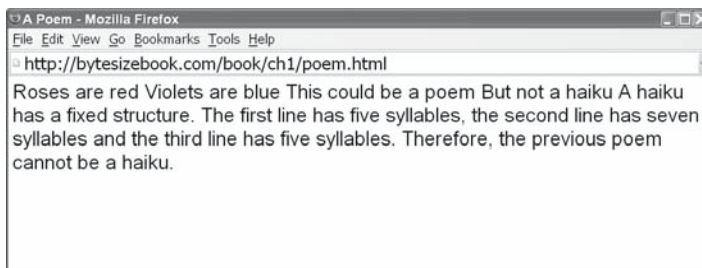 A Poem - Mozilla Firefox
File Edit View Go Bookmarks Tools Help
http://bytesizebook.com/book/ch1/poem.html
Roses are red Violets are blue This could be a poem But not a haiku A haiku
has a fixed structure. The first line has five syllables, the second line has seven
syllables and the third line has five syllables. Therefore, the previous poem
cannot be a haiku.